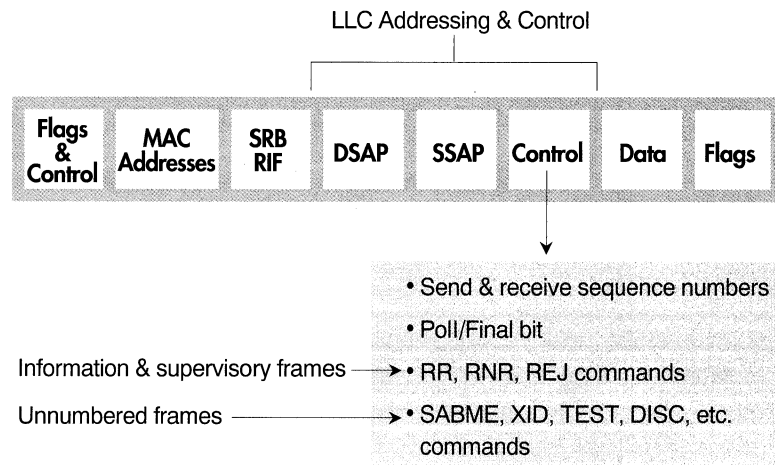 LLC Addressing & Control
Flags
&
Control
MAC
Addresses
SRB
RIF
DSAP
SSAP
Control
Data
Flags
• Send & receive sequence numbers
• Poll/Final bit
Information & supervisory frames
• RR, RNR, REJ commands
Unnumbered frames
• SABME, XID, TEST, DISC, etc.
commands